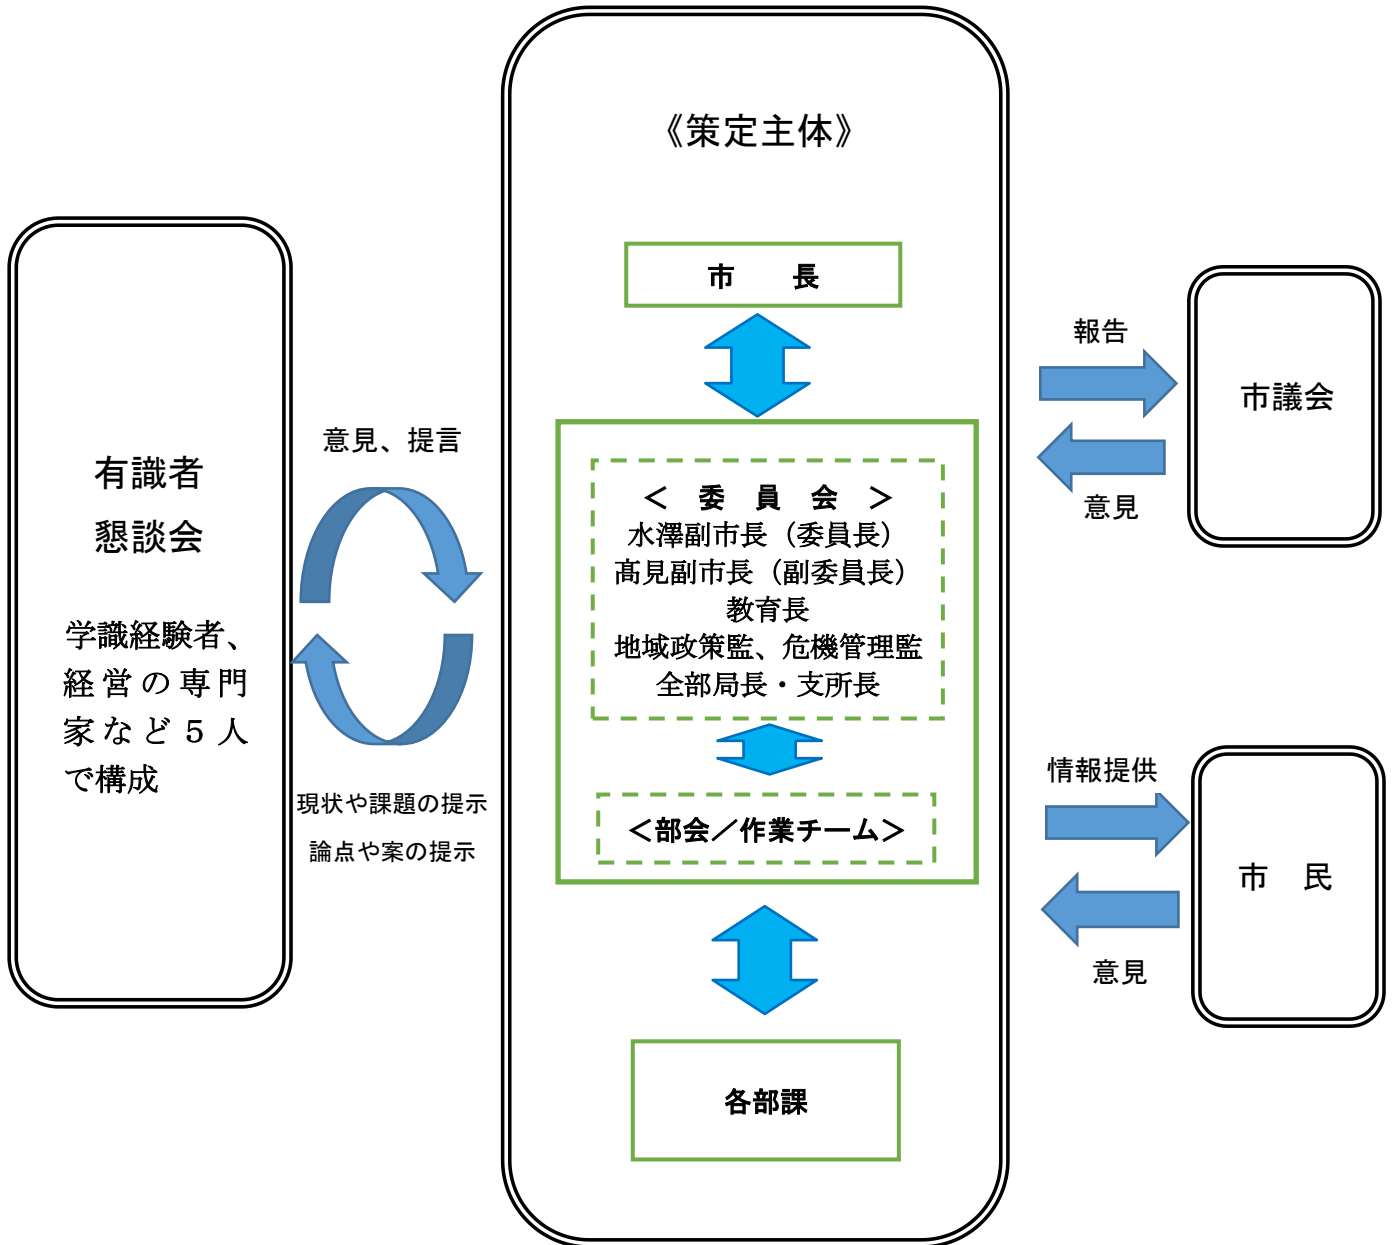 《策定主体》
市　　長
＜　委　員　会　＞
水澤副市長（委員長）
髙見副市長（副委員長）
教育長
地域政策監、危機管理監
全部局長・支所長
＜部会／作業チーム＞
各部課
有識者
懇談会
学識経験者、
経営の専門
家など５人
で構成
意見、提言
現状や課題の提示
論点や案の提示
報告
意見
市議会
情報提供
意見
市　民